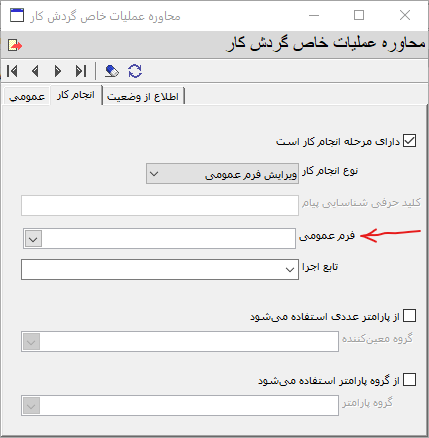 محاوره عملیات خاص گردش کار
محاوره عملیات خاص گردش کار
عمومی
انجام کار
اطلاع از وضعیت
دارای مرحله انجام کار است
نوع انجام کار
ویرایش فرم عمومی
کلید حرفی شناسایی پیام
فرم عمومی
تابع اجرا
از پارامتر عددی استفاده می‌شود
گروه معین‌کننده
از گروه پارامتر استفاده می‌شود
گروه پارامتر